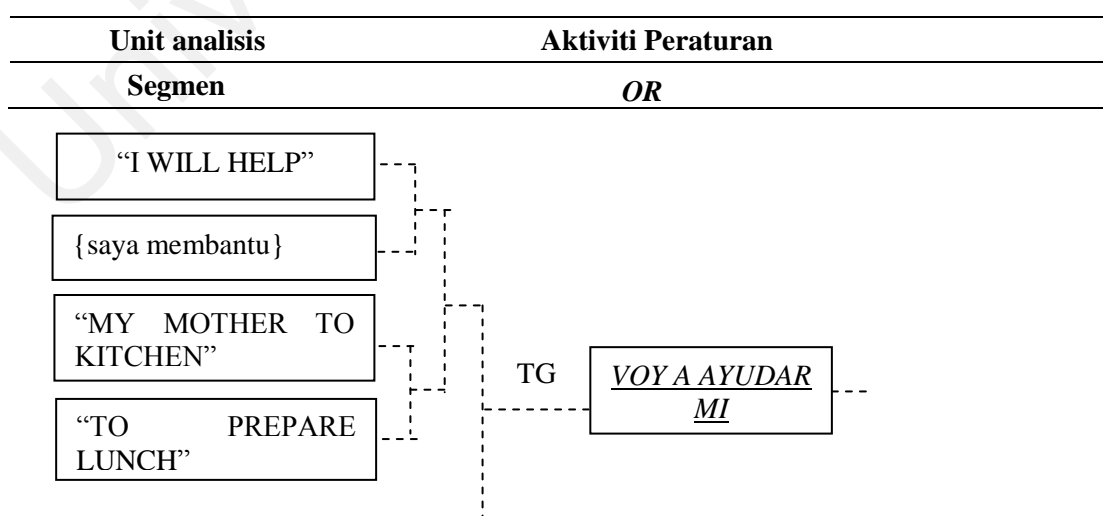 Unit analisis Aktiviti Peraturan
Segmen OR
“I WILL HELP”
{saya membantu}
“MY MOTHER TO
KITCHEN”
“TO PREPARE
LUNCH”
TG
VOY A AYUDAR
MI